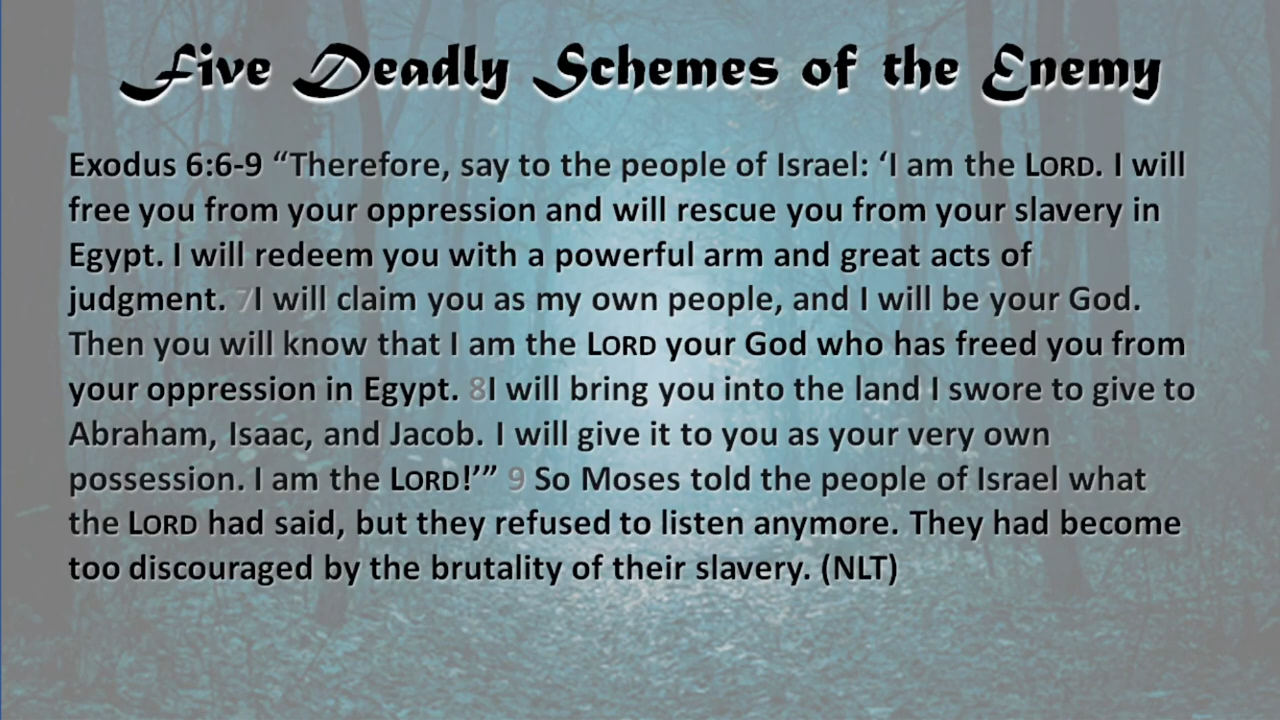 Five Deadly Schemes of the Enemy
Exodus 6:6-9 “Therefore, say to the people of Israel: ‘I am the LORD. I will
free you from your oppression and will rescue you from your slavery in
Egypt. I will redeem you with a powerful arm and great acts of
judgment. 7I will claim you as my own people, and I will be your God.
Then you will know that I am the LORD your God who has freed you from
your oppression in Egypt. 8I will bring you into the land I swore to give to
Abraham, Isaac, and Jacob. I will give it to you as your very own
possession. I am the LORD!’” 9 So Moses told the people of Israel what
the LORD had said, but they refused to listen anymore. They had become
too discouraged by the brutality of their slavery. (NLT)